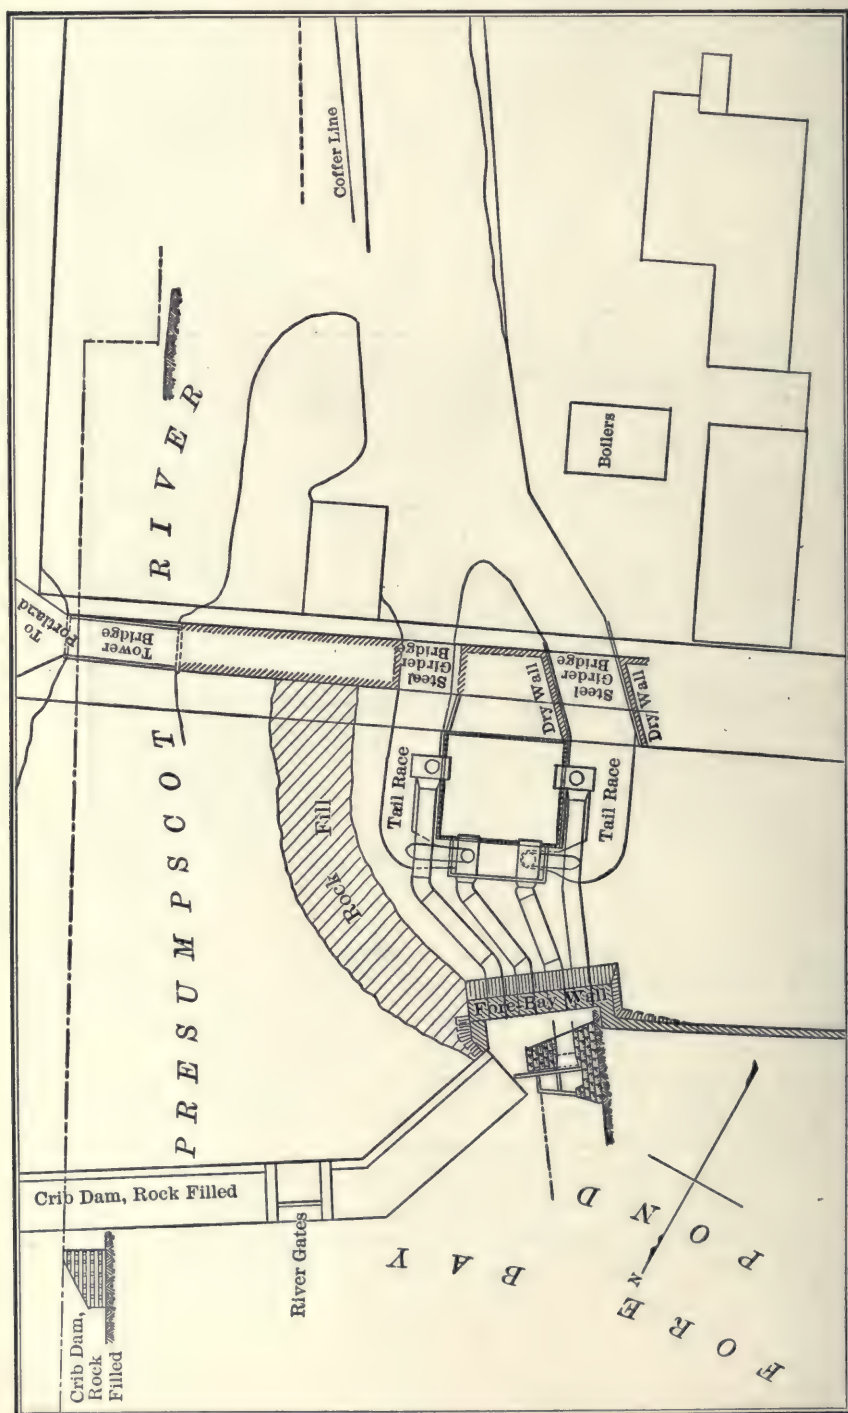 Coffer Line
PRESUMPSCOT RIVER
To
Portland
Tower
Bridge
Boilers
Steel
Girder
Bridge
Steel
Girder
Bridge
Dry Wall
Dry Wall
Rock Fill
Tail Race
Tail Race
Fore-Bay Wall
Crib Dam, Rock Filled
River Gates
Crib Dam,
Rock
Filled
FORE BAY
POND
N